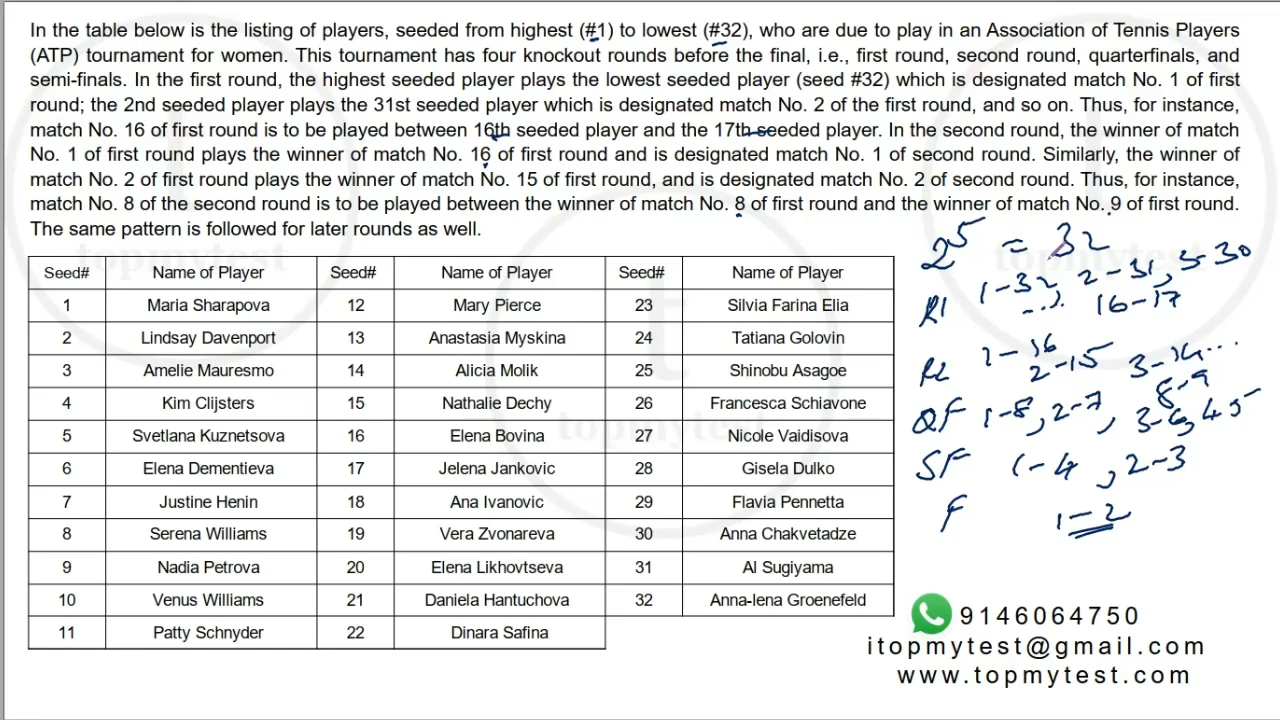 In the table below is the listing of players, seeded from highest (#1) to lowest (#32), who are due to play in an Association of Tennis Players
(ATP) tournament for women. This tournament has four knockout rounds before the final, i.e., first round, second round, quarterfinals, and
semi-finals. In the first round, the highest seeded player plays the lowest seeded player (seed #32) which is designated match No. 1 of first
round; the 2nd seeded player plays the 31st seeded player which is designated match No. 2 of the first round, and so on. Thus, for instance,
match No. 16 of first round is to be played between 16th seeded player and the 17th seeded player. In the second round, the winner of match
No. 1 of first round plays the winner of match No. 16 of first round and is designated match No. 1 of second round. Similarly, the winner of
match No. 2 of first round plays the winner of match No. 15 of first round, and is designated match No. 2 of second round. Thus, for instance,
match No. 8 of the second round is to be played between the winner of match No. 8 of first round and the winner of match No. 9 of first round.
The same pattern is followed for later rounds as well.
Seed# Name of Player Seed# Name of Player Seed# Name of Player
1 Maria Sharapova 12 Mary Pierce 23 Silvia Farina Elia
2 Lindsay Davenport 13 Anastasia Myskina 24 Tatiana Golovin
3 Amelie Mauresmo 14 Alicia Molik 25 Shinobu Asagoe
4 Kim Clijsters 15 Nathalie Dechy 26 Francesca Schiavone
5 Svetlana Kuznetsova 16 Elena Bovina 27 Nicole Vaidisova
6 Elena Dementieva 17 Jelena Jankovic 28 Gisela Dulko
7 Justine Henin 18 Ana Ivanovic 29 Flavia Pennetta
8 Serena Williams 19 Vera Zvonareva 30 Anna Chakvetadze
9 Nadia Petrova 20 Elena Likhovtseva 31 Al Sugiyama
10 Venus Williams 21 Daniela Hantuchova 32 Anna-lena Groenefeld
11 Patty Schnyder 22 Dinara Safina
2^5 = 32
R1 1-32, 2-31, 3-30
... 16-17
R2 1-16 2-15 3-14...
8-9
QF 1-8, 2-7, 3-6, 4-5
SF 1-4, 2-3
F 1-2
9146064750
itopmytest@gmail.com
www.topmytest.com
topmytest
topmytest
topmytest